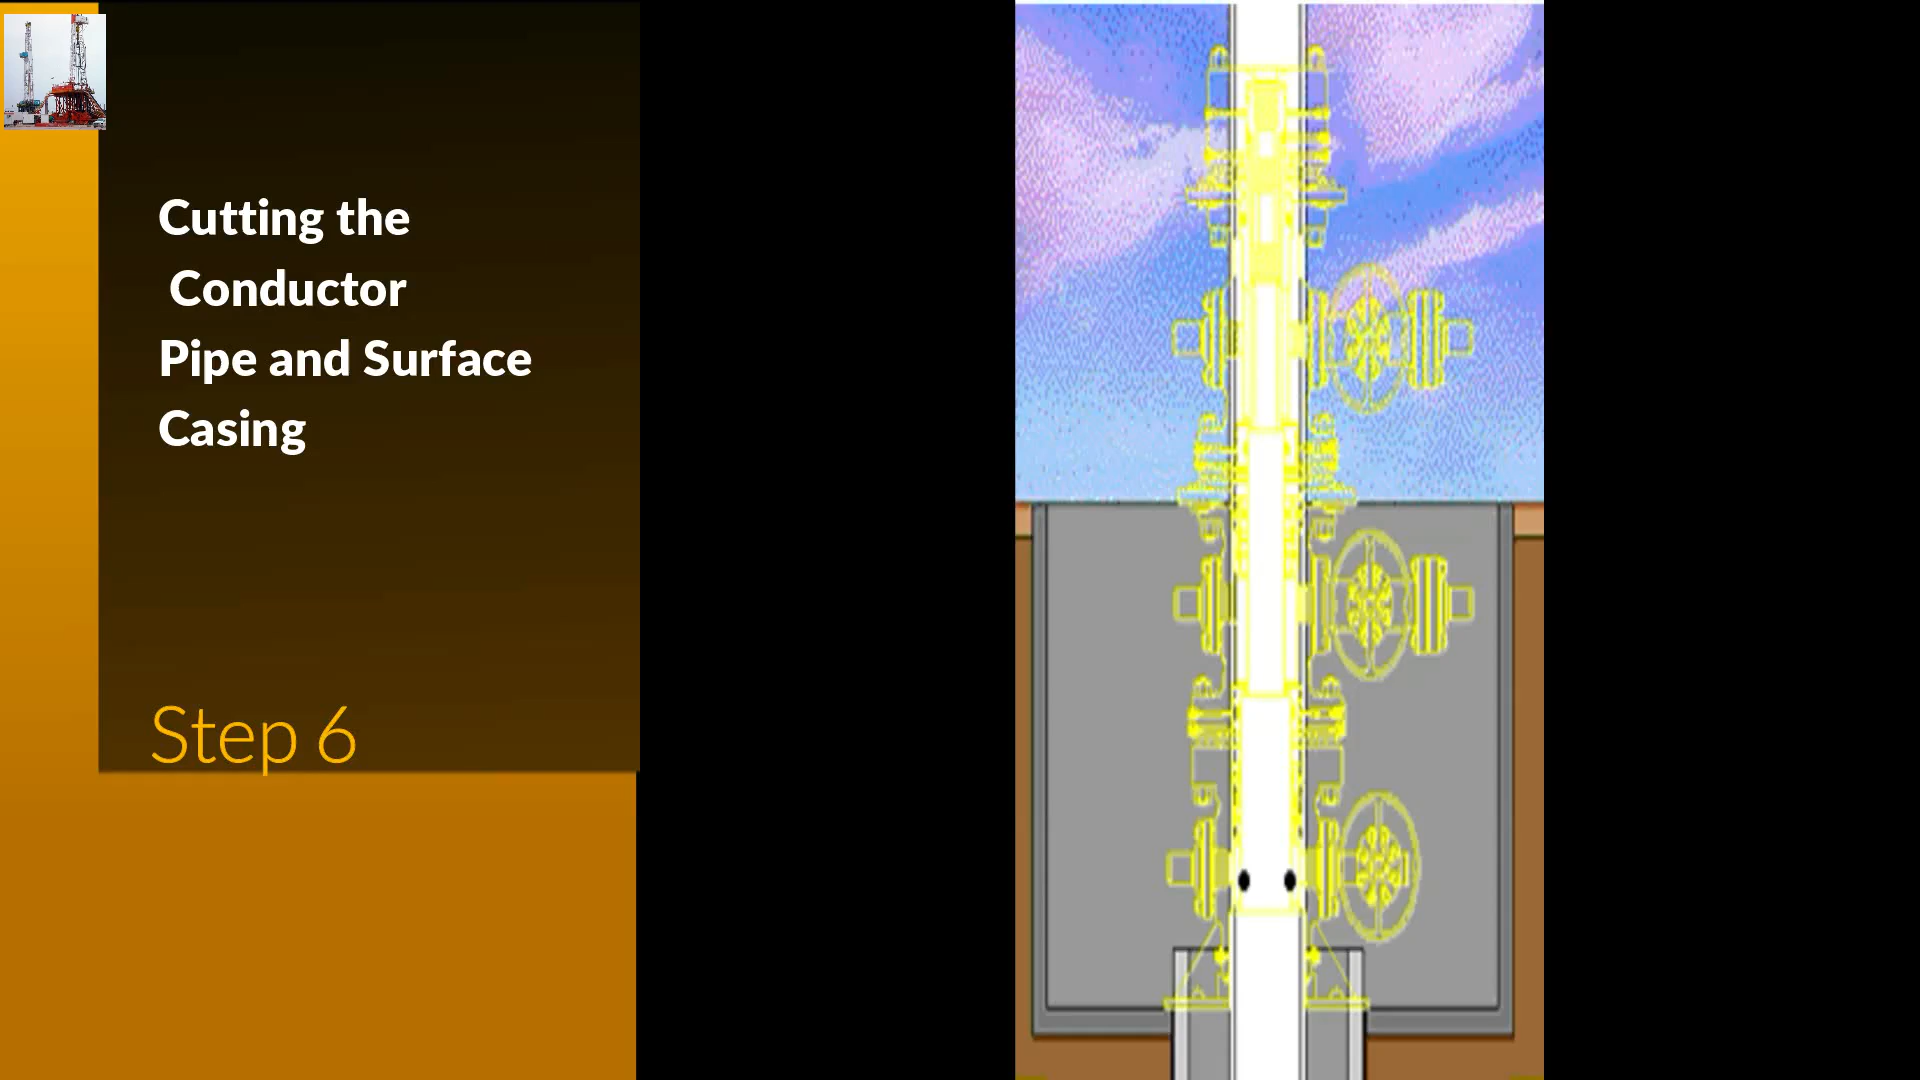 Cutting the
Conductor
Pipe and Surface
Casing
Step 6